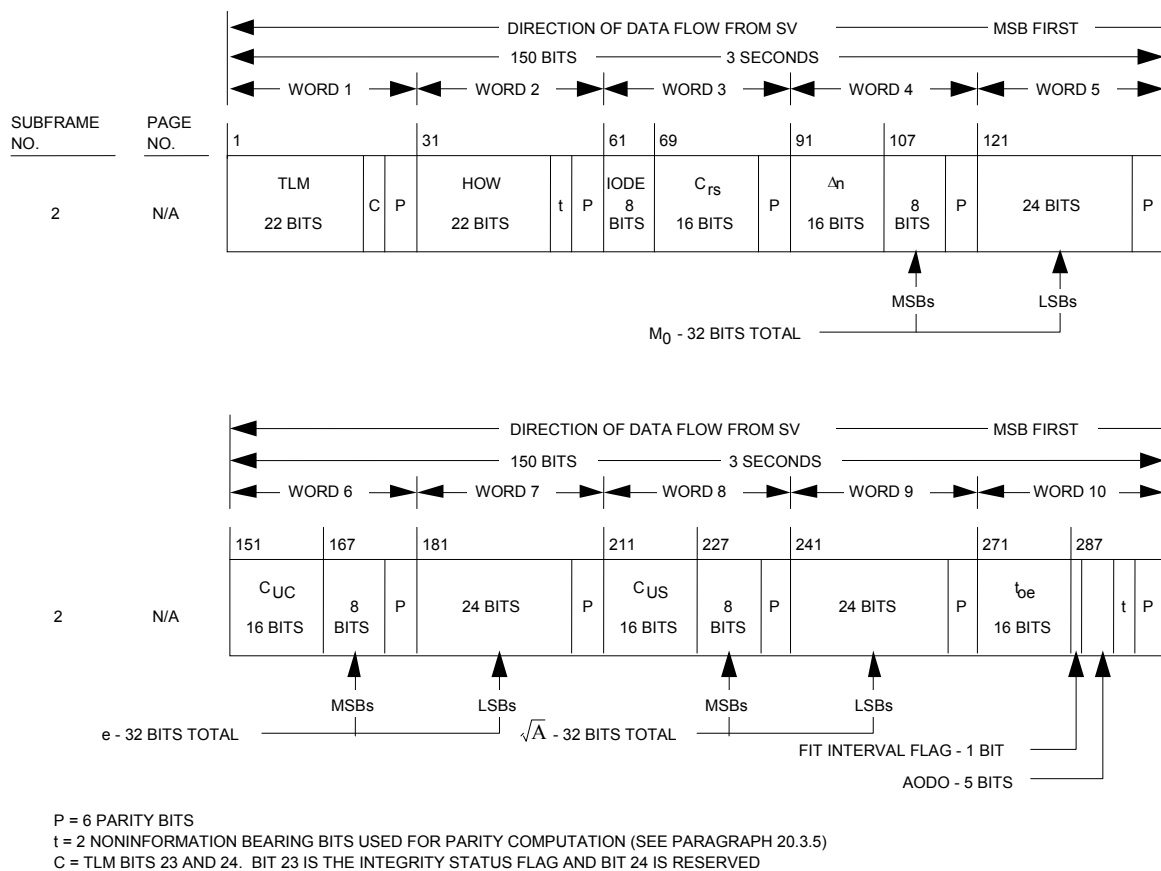 DIRECTION OF DATA FLOW FROM SV MSB FIRST
150 BITS 3 SECONDS
WORD 1 WORD 2 WORD 3 WORD 4 WORD 5
SUBFRAME NO. PAGE NO.
1 31 61 69 91 107 121
2 N/A
TLM 22 BITS C P
HOW 22 BITS t P
IODE 8 BITS
Crs 16 BITS P
Δn 16 BITS
8 BITS P
24 BITS P
MSBs LSBs
M0 - 32 BITS TOTAL
DIRECTION OF DATA FLOW FROM SV MSB FIRST
150 BITS 3 SECONDS
WORD 6 WORD 7 WORD 8 WORD 9 WORD 10
151 167 181 211 227 241 271 287
2 N/A
CUC 16 BITS
8 BITS P
24 BITS P
CUS 16 BITS
8 BITS P
24 BITS P
toe 16 BITS
t P
MSBs LSBs MSBs LSBs
e - 32 BITS TOTAL √A - 32 BITS TOTAL
FIT INTERVAL FLAG - 1 BIT
AODO - 5 BITS
P = 6 PARITY BITS
t = 2 NONINFORMATION BEARING BITS USED FOR PARITY COMPUTATION (SEE PARAGRAPH 20.3.5)
C = TLM BITS 23 AND 24. BIT 23 IS THE INTEGRITY STATUS FLAG AND BIT 24 IS RESERVED